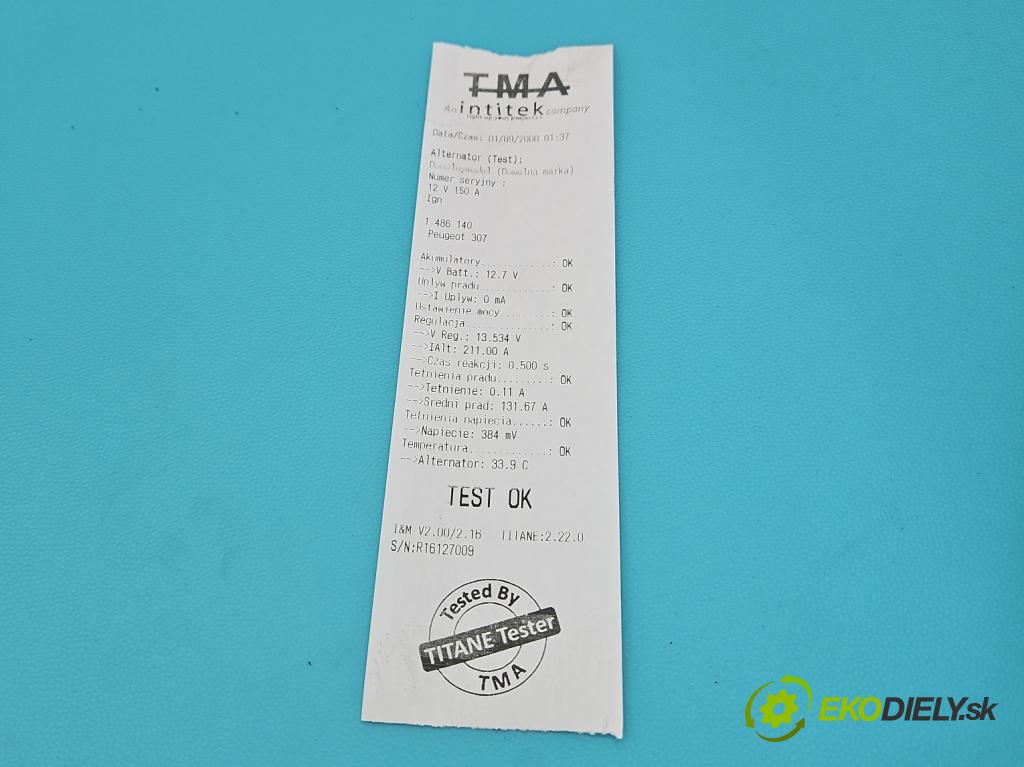 TMA
An intitek company
light up your projects!
Data/Czas: 01/09/2000 01:37
Alternator (Test):
Dowolnymodel (Dowolna marka)
Numer seryjny :
12 V 150 A
Ign
1 486 140
Peugeot 307
Akumulatory............: OK
-->V Batt.: 12.7 V
Uplyw pradu............: OK
-->I Uplyw: 0 mA
Ustawienie mocy........: OK
Regulacja..............: OK
-->V Reg.: 13.534 V
-->IAlt: 211.00 A
-->Czas reakcji: 0.500 s
Tetnienia pradu........: OK
-->Tetnienie: 0.11 A
-->Sredni prad: 131.67 A
Tetnienia napiecia.....: OK
-->Napiecie: 384 mV
Temperatura............: OK
-->Alternator: 33.9 C
TEST OK
I&M V2.00/2.16 TITANE:2.22.0
S/N:R16127009
Tested By
TITANE Tester
TMA
EKODIELY.sk